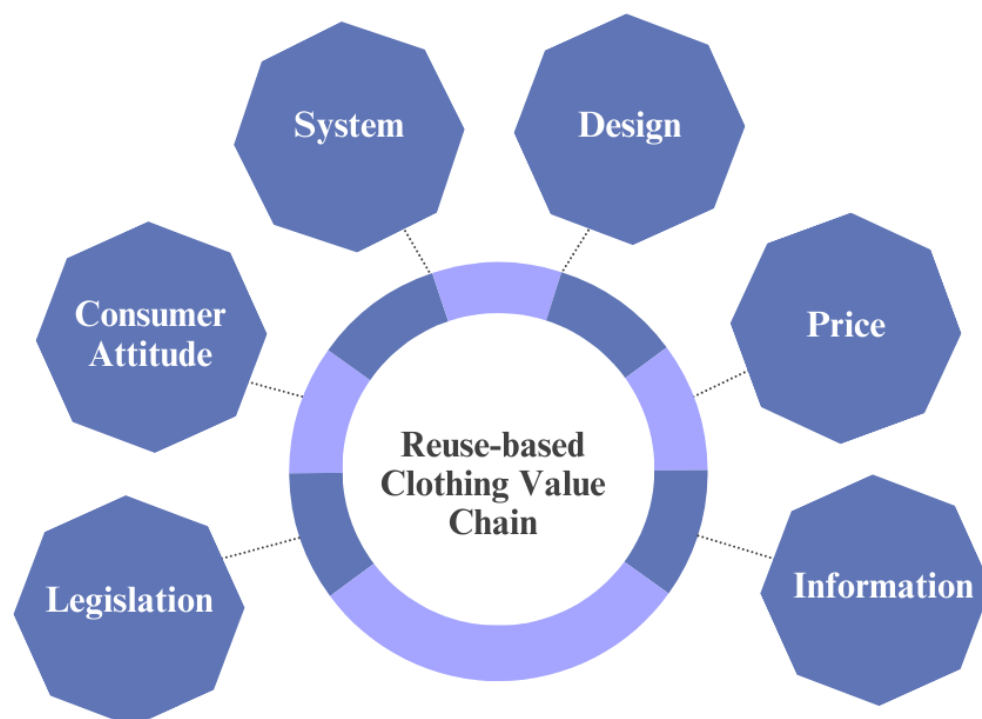 System
Design
Consumer
Attitude
Price
Reuse-based
Clothing Value
Chain
Legislation
Information